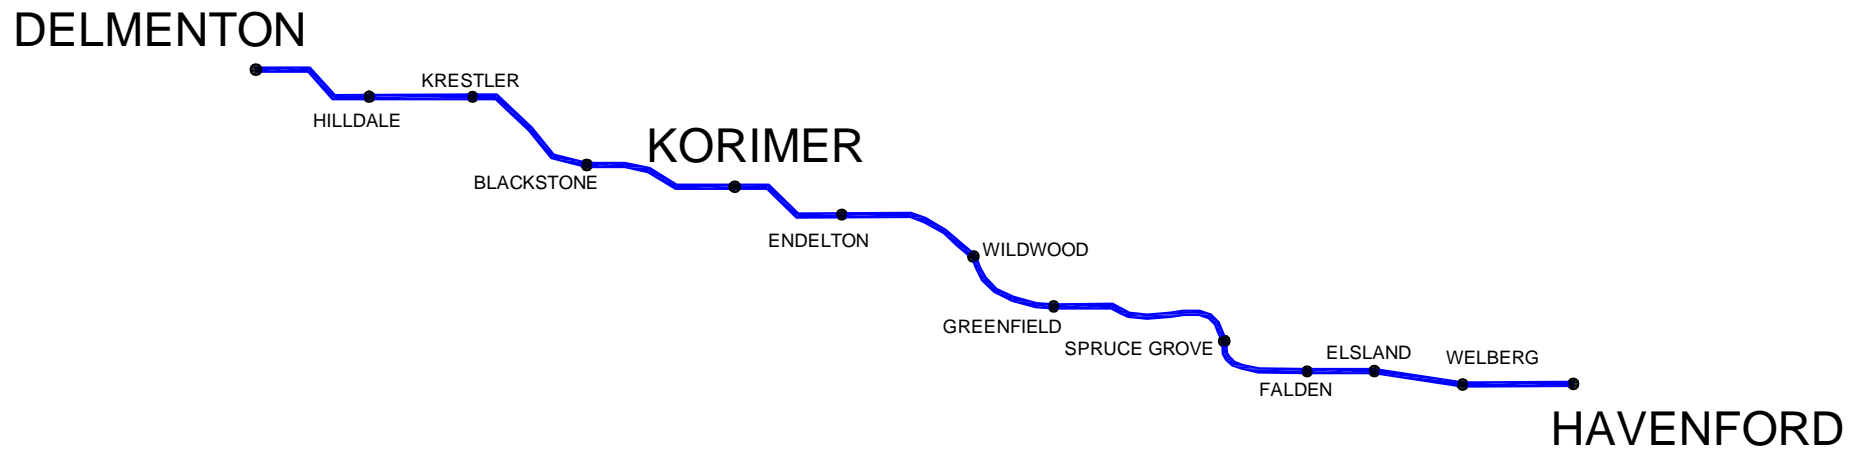 DELMENTON
KRESTLER
HILLDALE
KORIMER
BLACKSTONE
ENDELTON
WILDWOOD
GREENFIELD
SPRUCE GROVE
ELSLAND
WELBERG
FALDEN
HAVENFORD